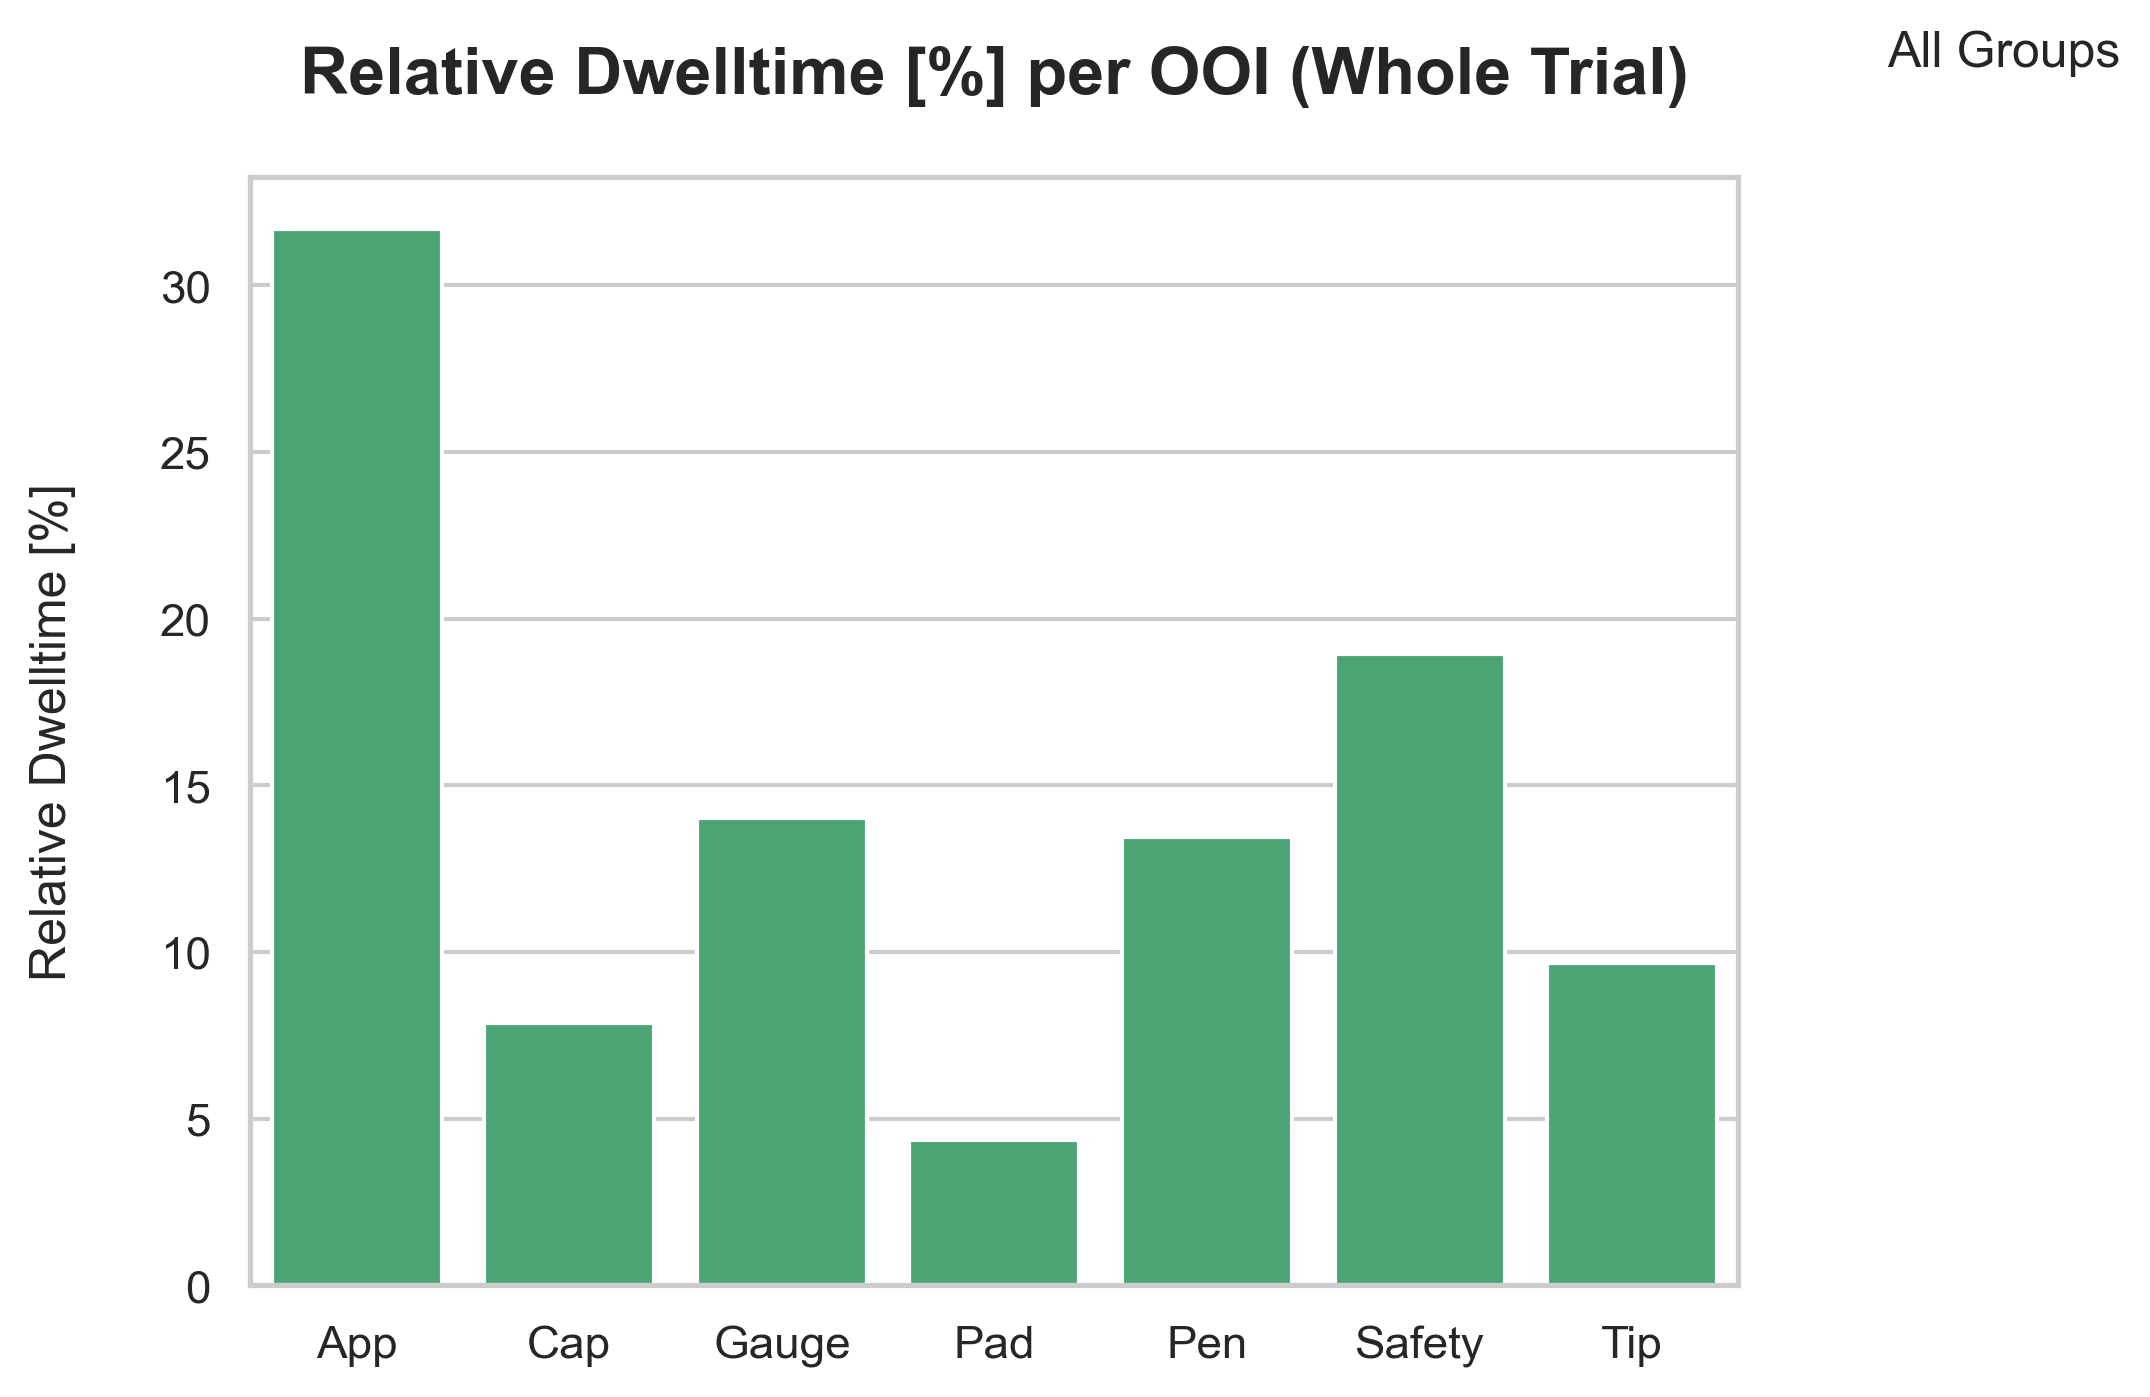 All Groups
Relative Dwelltime [%] per OOI (Whole Trial)
Relative Dwelltime [%]
30
25
20
15
10
5
0
App Cap Gauge Pad Pen Safety Tip